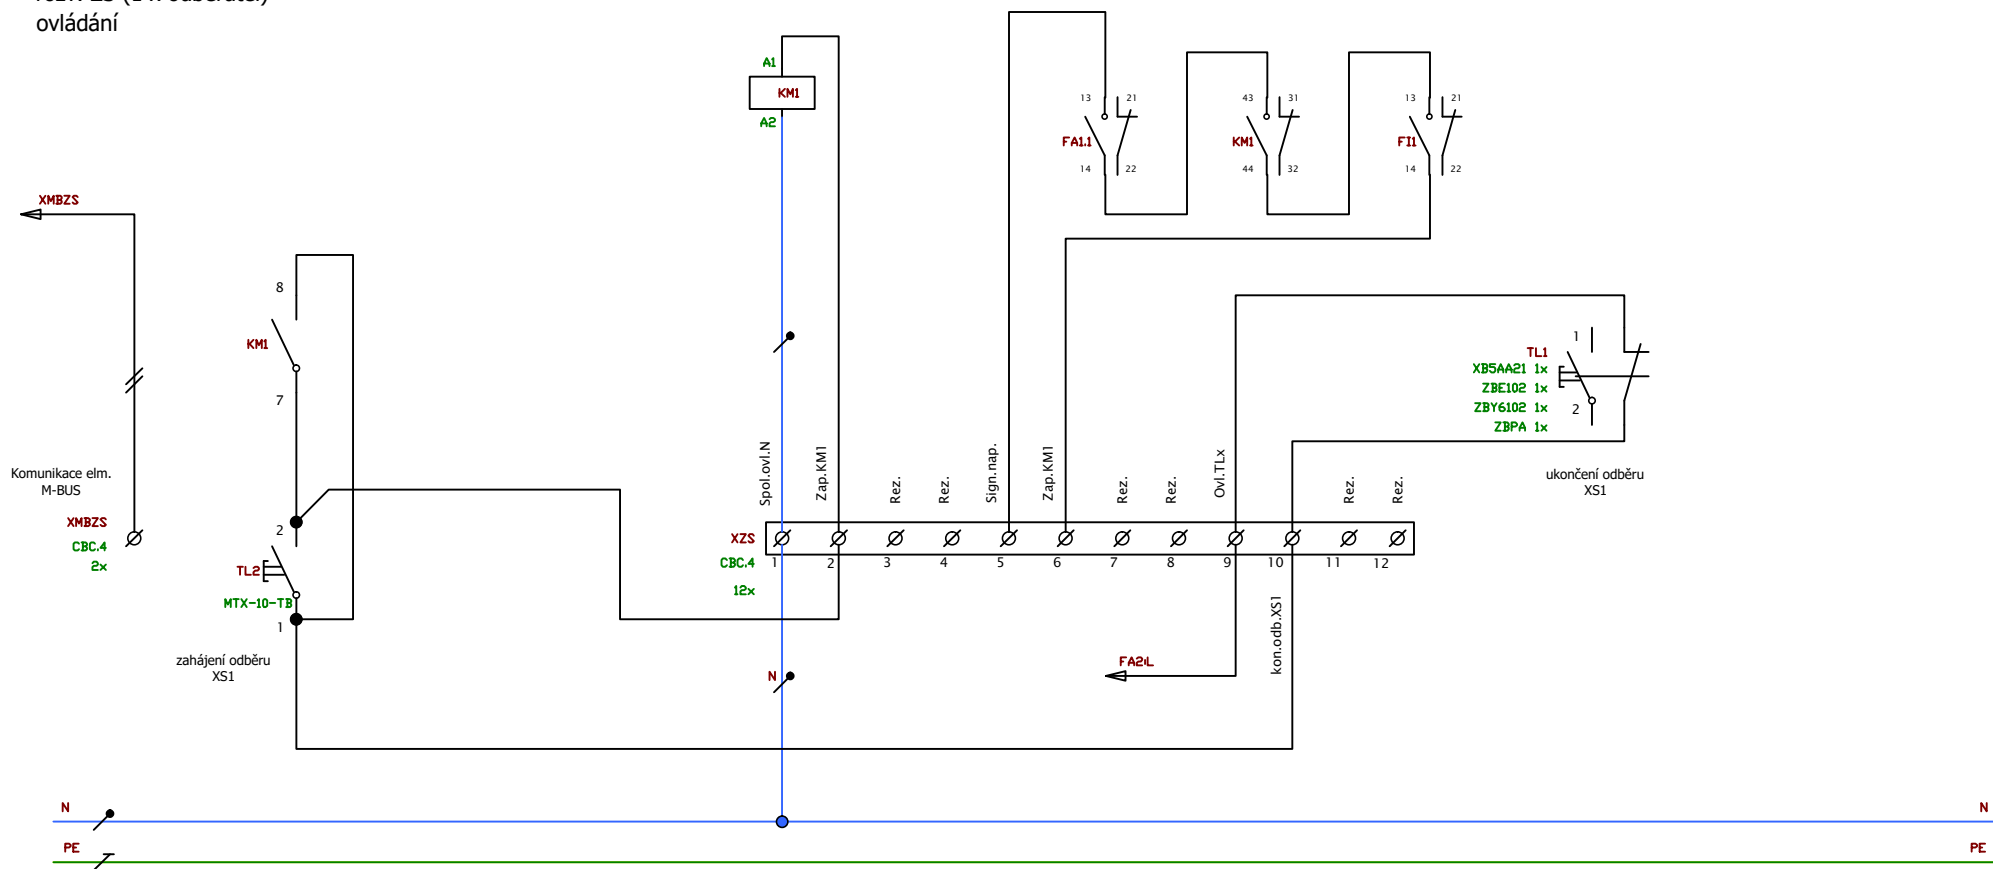 ovládání
A1
KM1
A2
13
21
FA1.1
14
22
43
31
KM1
44
32
13
21
FI1
14
22
XMBZS
8
KM1
7
1
TL1
XB5AA21 1x
ZBE102 1x
ZBY6102 1x
ZBPA 1x
2
ukončení odběru
XS1
Komunikace elm.
M-BUS
XMBZS
CBC.4
2x
2
TL2
MTX-10-TB
1
zahájení odběru
XS1
Spol.ovl.N
Zap.KM1
Rez.
Rez.
Sign.nap.
Zap.KM1
Rez.
Rez.
Ovl.TLx
Rez.
Rez.
XZS
CBC.4
12x
1
2
3
4
5
6
7
8
9
10
11
12
kon.odb.XS1
FA2:L
N
N
N
PE
PE